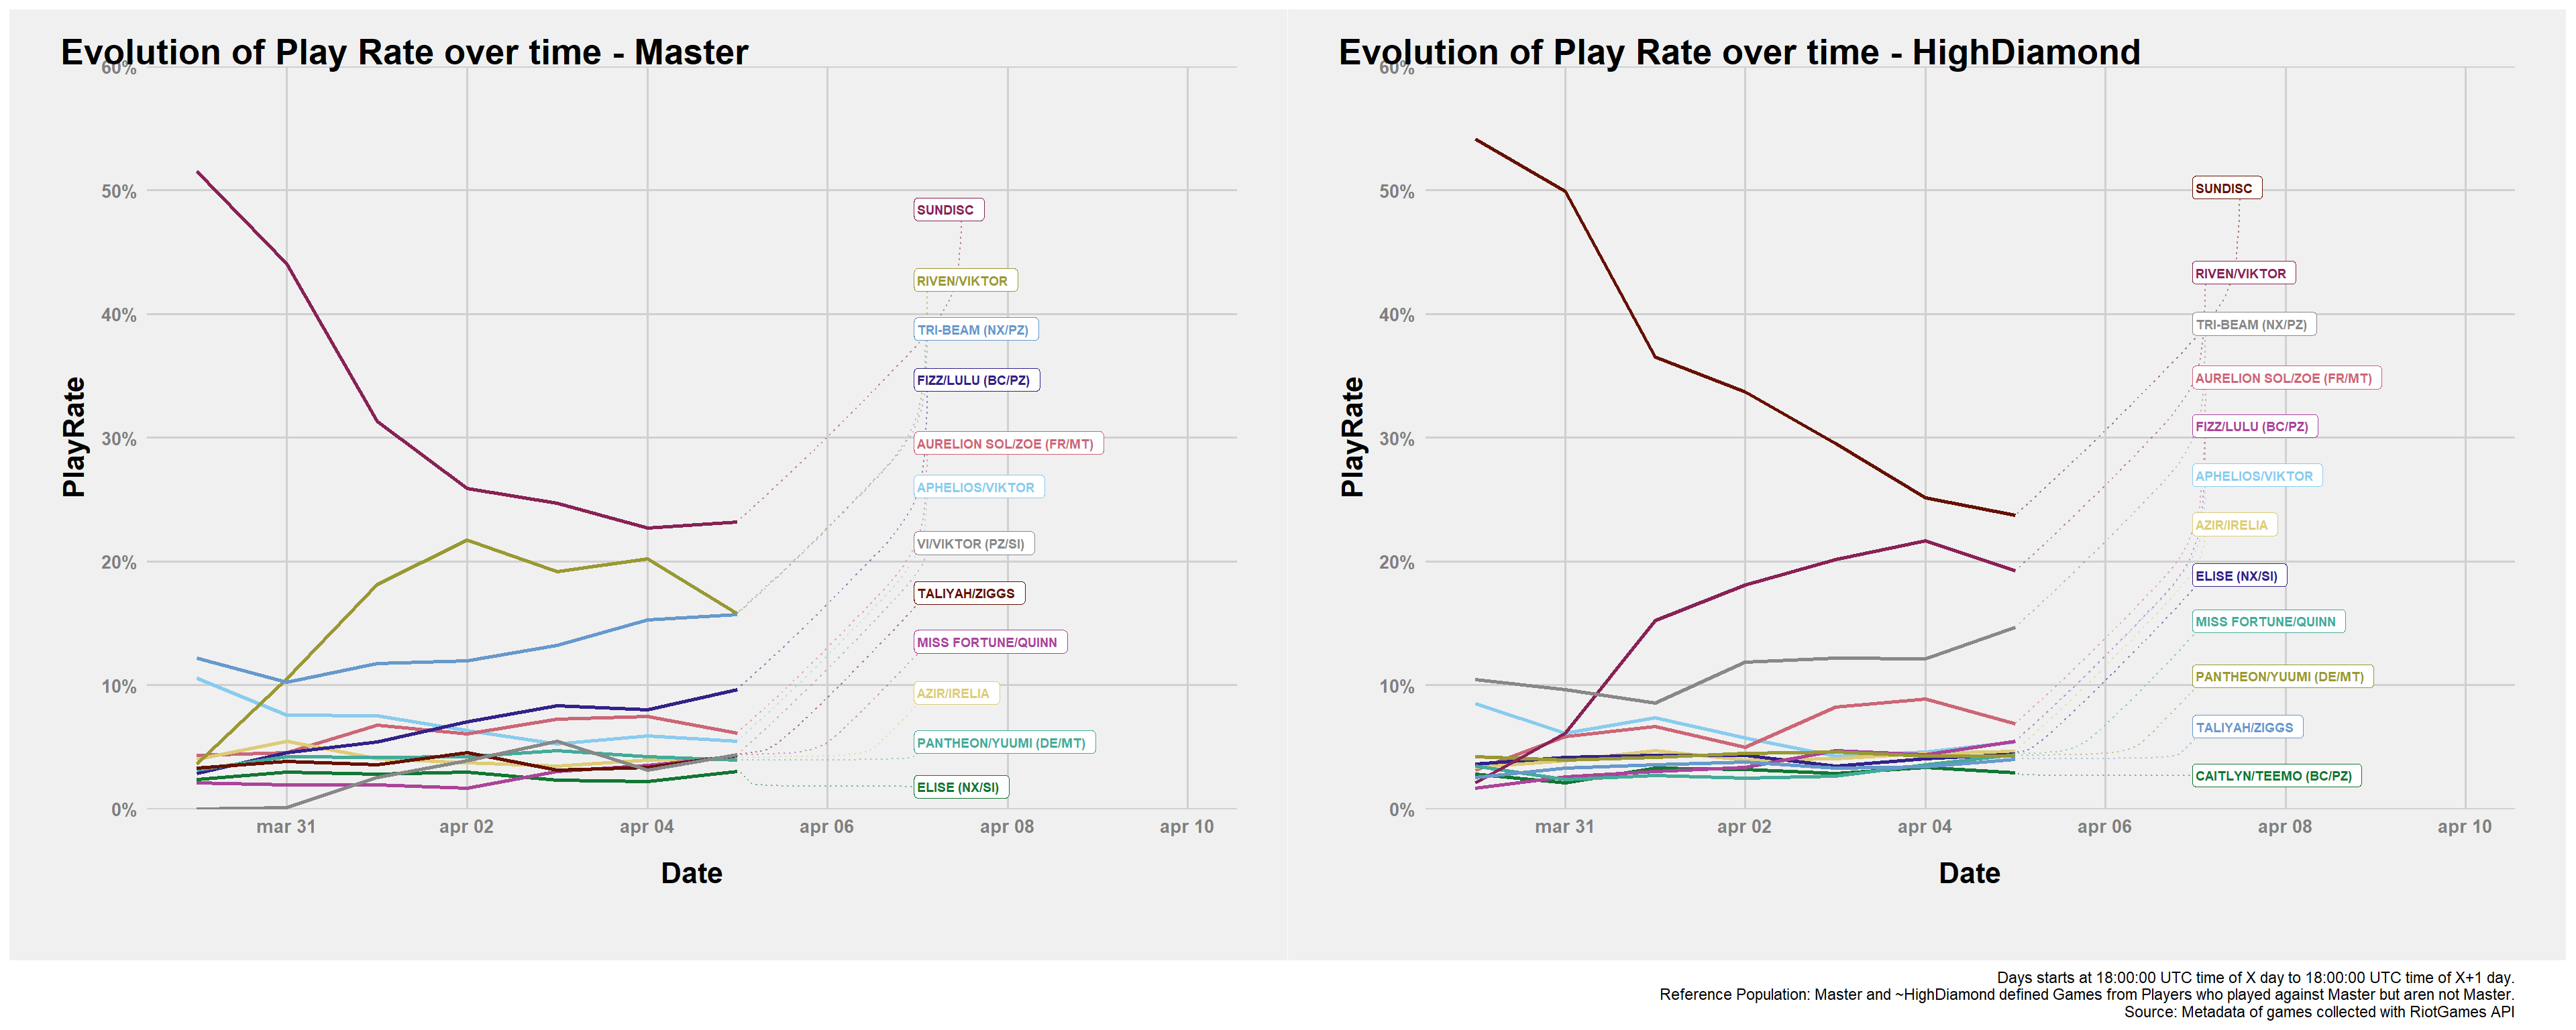 Evolution of Play Rate over time - Master
60%
50%
40%
30%
20%
10%
0%
PlayRate
mar 31
apr 02
apr 04
apr 06
apr 08
apr 10
Date
SUNDISC
RIVEN/VIKTOR
TRI-BEAM (NX/PZ)
FIZZ/LULU (BC/PZ)
AURELION SOL/ZOE (FR/MT)
APHELIOS/VIKTOR
VI/VIKTOR (PZ/SI)
TALIYAH/ZIGGS
MISS FORTUNE/QUINN
AZIR/IRELIA
PANTHEON/YUUMI (DE/MT)
ELISE (NX/SI)
Evolution of Play Rate over time - HighDiamond
60%
50%
40%
30%
20%
10%
0%
PlayRate
mar 31
apr 02
apr 04
apr 06
apr 08
apr 10
Date
SUNDISC
RIVEN/VIKTOR
TRI-BEAM (NX/PZ)
AURELION SOL/ZOE (FR/MT)
FIZZ/LULU (BC/PZ)
APHELIOS/VIKTOR
AZIR/IRELIA
ELISE (NX/SI)
MISS FORTUNE/QUINN
PANTHEON/YUUMI (DE/MT)
TALIYAH/ZIGGS
CAITLYN/TEEMO (BC/PZ)
Days starts at 18:00:00 UTC time of X day to 18:00:00 UTC time of X+1 day.
Reference Population: Master and ~HighDiamond defined Games from Players who played against Master but aren not Master.
Source: Metadata of games collected with RiotGames API